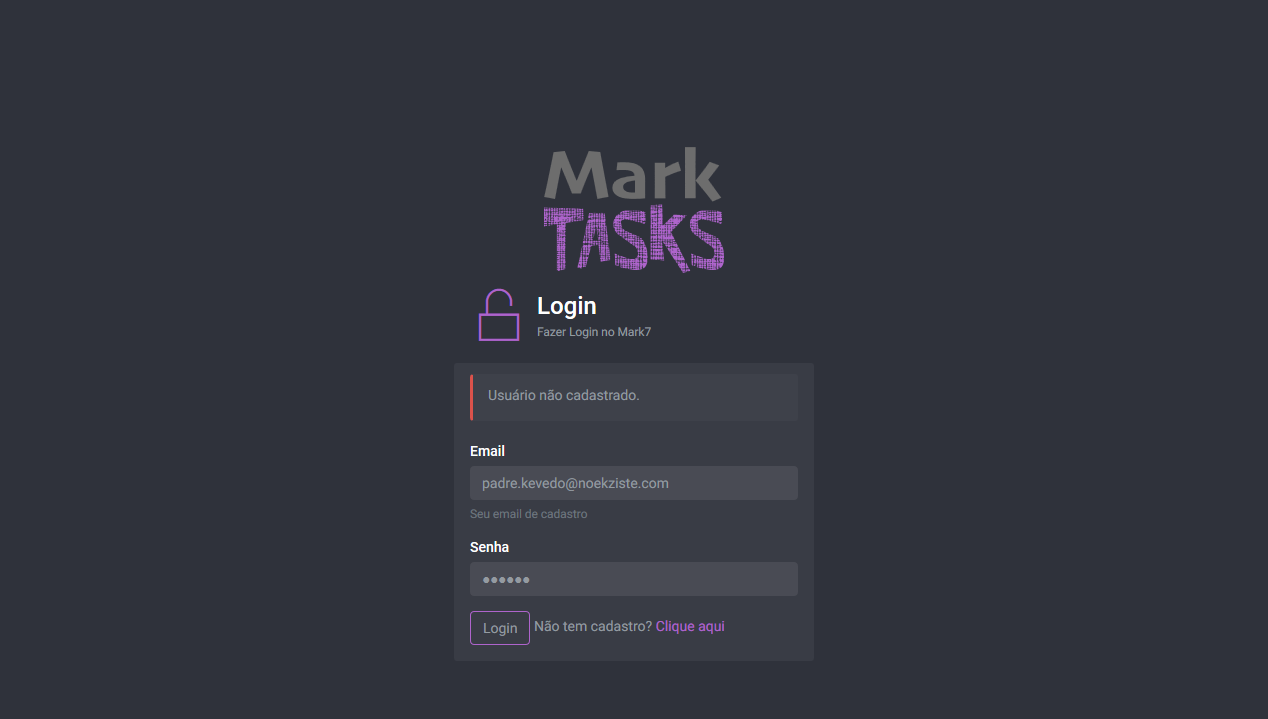 Mark
TASKS
Login
Fazer Login no Mark7
Usuário não cadastrado.
Email
padre.kevedo@noekziste.com
Seu email de cadastro
Senha
••••••
Login Não tem cadastro? Clique aqui